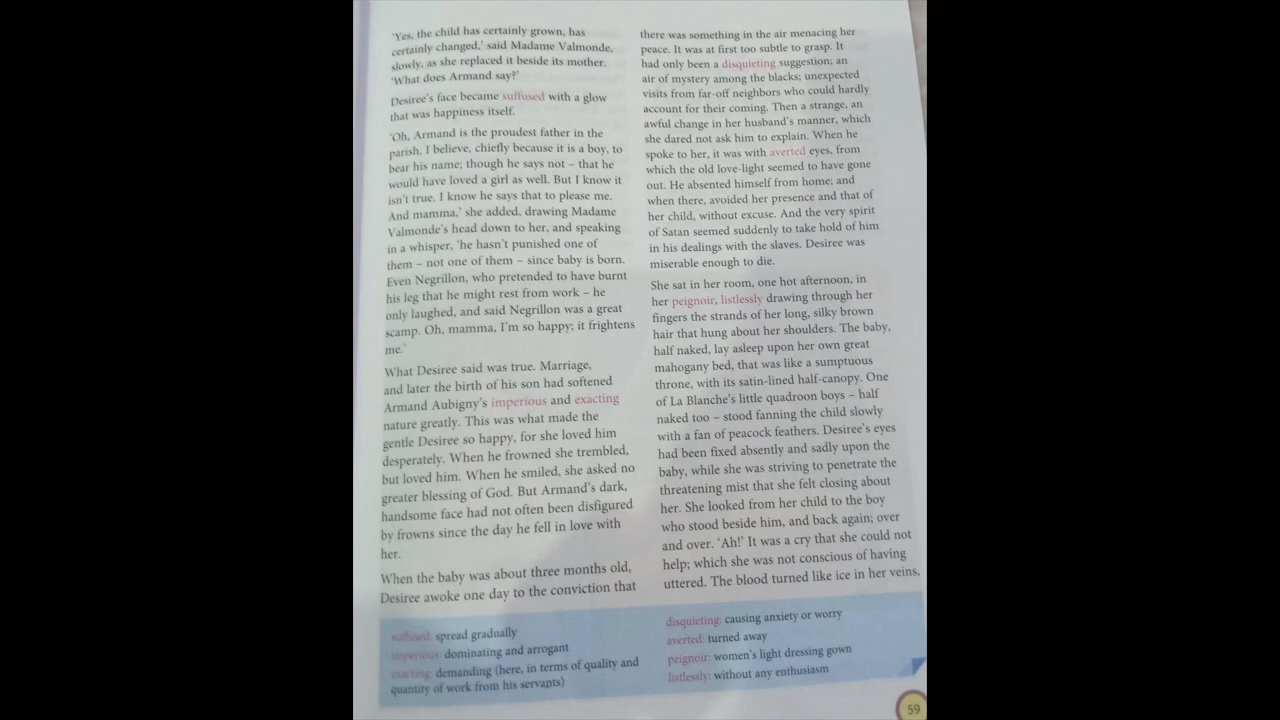 ‘Yes, the child has certainly grown, has
certainly changed,’ said Madame Valmonde,
slowly, as she replaced it beside its mother.
‘What does Armand say?’
Desiree’s face became suffused with a glow
that was happiness itself.
‘Oh, Armand is the proudest father in the
parish, I believe, chiefly because it is a boy, to
bear his name; though he says not – that he
would have loved a girl as well. But I know it
isn’t true. I know he says that to please me.
And mamma,’ she added, drawing Madame
Valmonde’s head down to her, and speaking
in a whisper, ‘he hasn’t punished one of
them – not one of them – since baby is born.
Even Negrillon, who pretended to have burnt
his leg that he might rest from work – he
only laughed, and said Negrillon was a great
scamp. Oh, mamma, I’m so happy; it frightens
me.’
What Desiree said was true. Marriage,
and later the birth of his son had softened
Armand Aubigny’s imperious and exacting
nature greatly. This was what made the
gentle Desiree so happy, for she loved him
desperately. When he frowned she trembled,
but loved him. When he smiled, she asked no
greater blessing of God. But Armand’s dark,
handsome face had not often been disfigured
by frowns since the day he fell in love with
her.
When the baby was about three months old,
Desiree awoke one day to the conviction that
there was something in the air menacing her
peace. It was at first too subtle to grasp. It
had only been a disquieting suggestion; an
air of mystery among the blacks; unexpected
visits from far-off neighbors who could hardly
account for their coming. Then a strange, an
awful change in her husband’s manner, which
she dared not ask him to explain. When he
spoke to her, it was with averted eyes, from
which the old love-light seemed to have gone
out. He absented himself from home; and
when there, avoided her presence and that of
her child, without excuse. And the very spirit
of Satan seemed suddenly to take hold of him
in his dealings with the slaves. Desiree was
miserable enough to die.
She sat in her room, one hot afternoon, in
her peignoir, listlessly drawing through her
fingers the strands of her long, silky brown
hair that hung about her shoulders. The baby,
half naked, lay asleep upon her own great
mahogany bed, that was like a sumptuous
throne, with its satin-lined half-canopy. One
of La Blanche’s little quadroon boys – half
naked too – stood fanning the child slowly
with a fan of peacock feathers. Desiree’s eyes
had been fixed absently and sadly upon the
baby, while she was striving to penetrate the
threatening mist that she felt closing about
her. She looked from her child to the boy
who stood beside him, and back again; over
and over. ‘Ah!’ It was a cry that she could not
help; which she was not conscious of having
uttered. The blood turned like ice in her veins,
suffused: spread gradually
imperious: dominating and arrogant
exacting: demanding (here, in terms of quality and
quantity of work from his servants)
disquieting: causing anxiety or worry
averted: turned away
peignoir: women’s light dressing gown
listlessly: without any enthusiasm
59